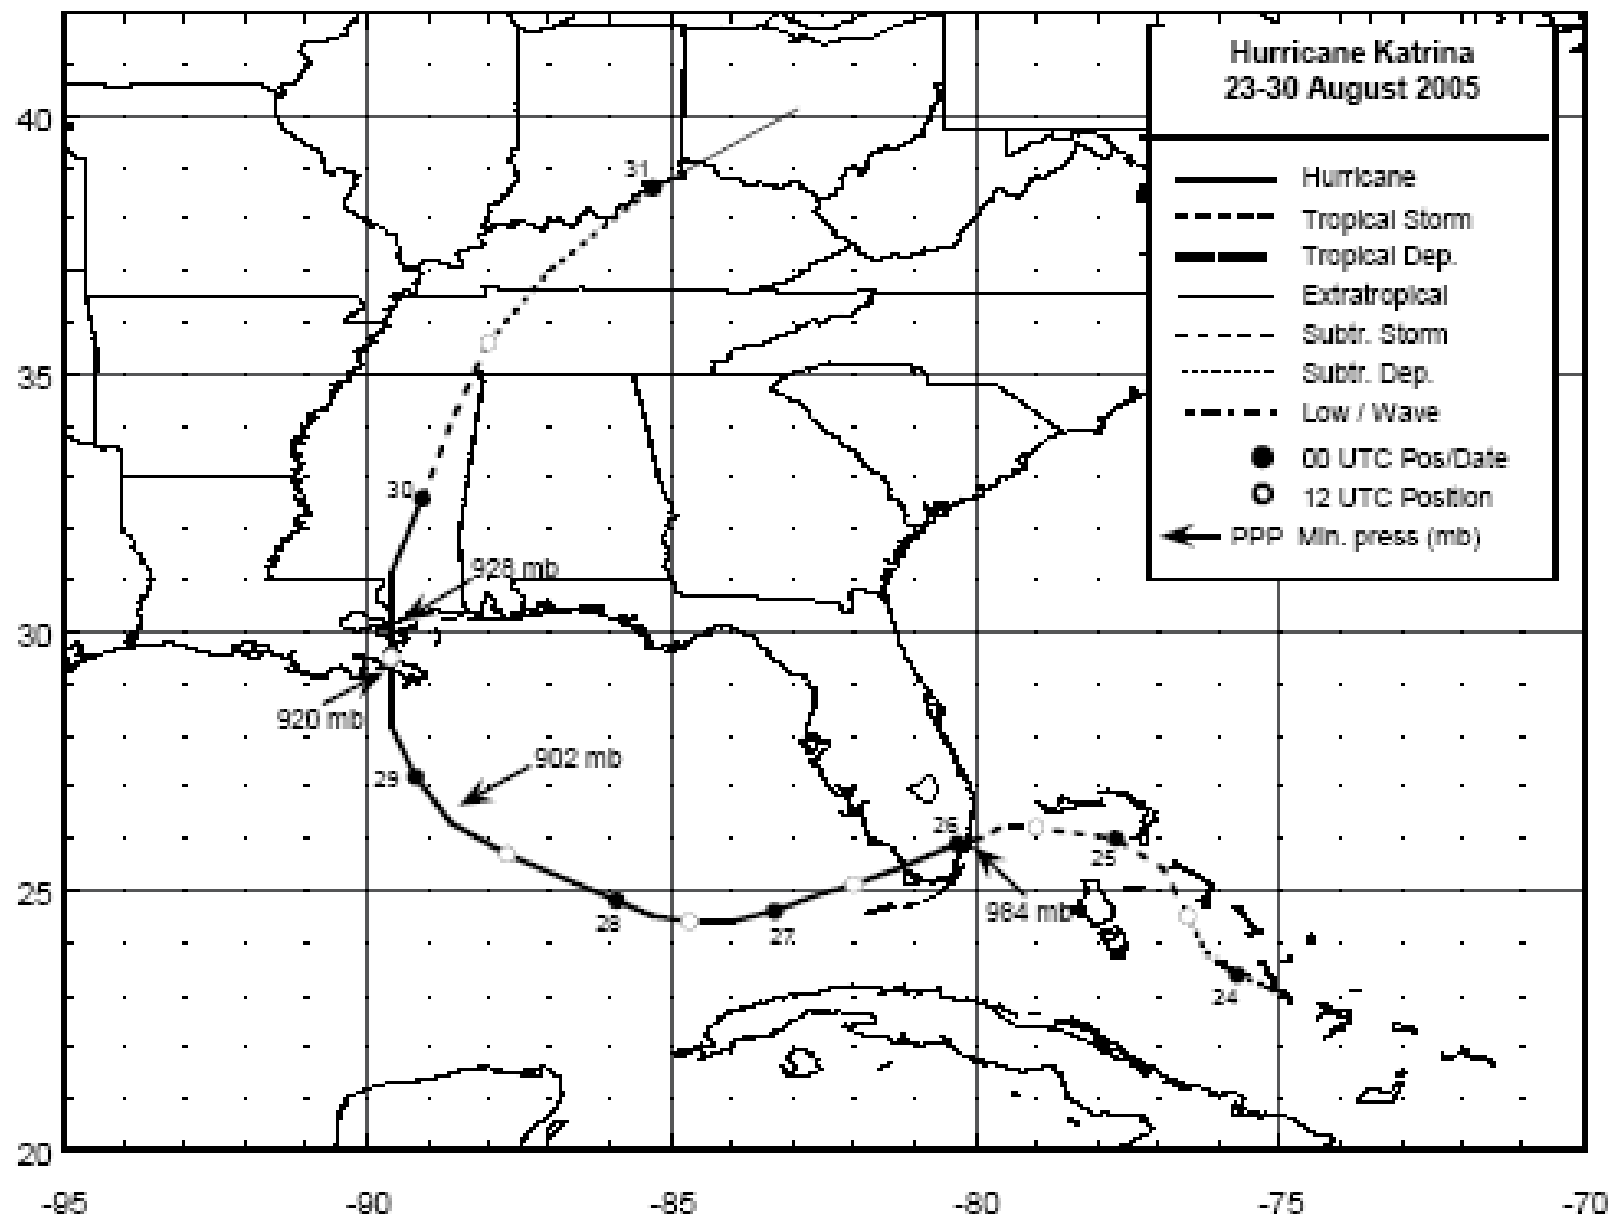 Hurricane Katrina
23-30 August 2005
Hurricane
Tropical Storm
Tropical Dep.
Extratropical
Subtr. Storm
Subtr. Dep.
Low / Wave
00 UTC Pos/Date
12 UTC Position
PPP Min. press (mb)
40
31
35
30
928 mb
30
920 mb
29
902 mb
26
25
25
984 mb
28
27
24
20
-95 -90 -85 -80 -75 -70